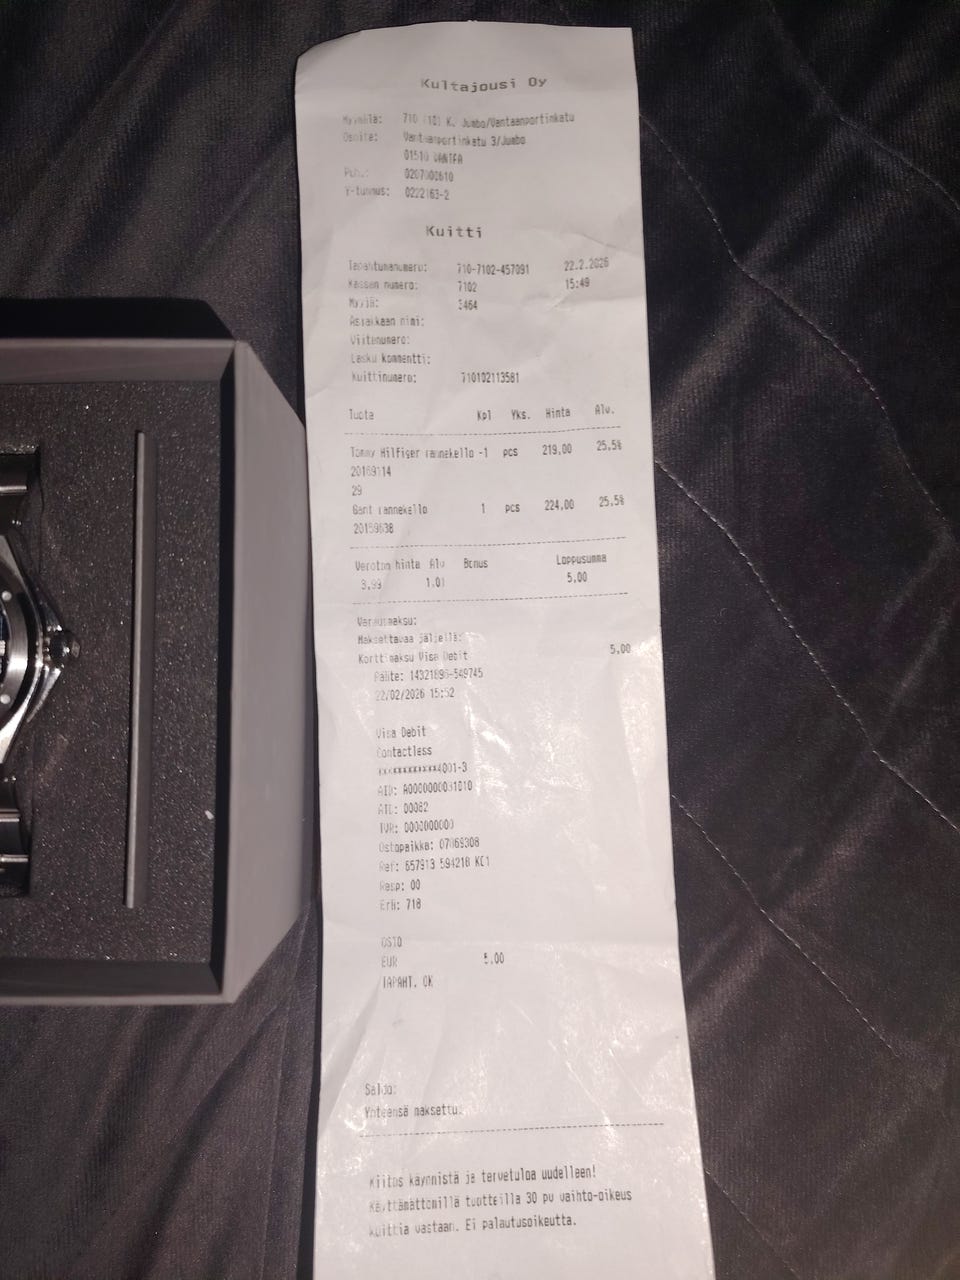 Kultajousi Oy
Myymälä: 710 (10) K. Jumbo/Vantaanportinkatu
Osoite: Vantaanportinkatu 3/Jumbo
01510 VANTAA
Puh.: 0207300610
Y-tunnus: 0222163-2
Kuitti
Tapahtumanumero: 710-7102-457091 22.2.2026
Kassan numero: 7102 15:49
Myyjä: 3464
Asiakkaan nimi:
Viitenumero:
Lasku kommentti:
Kuittinumero: 710102113581
Tuote Kpl Yks. Hinta Alv.
Tommy Hilfiger rannekello -1 pcs 219,00 25,5%
20169114
29
Gant rannekello 1 pcs 224,00 25,5%
20159638
Veroton hinta Alv Bonus Loppusumma
3,99 1,01 5,00
Varausmaksu:
Maksettavaa jäljellä:
Korttimaksu Visa Debit 5,00
Pääte: 14321896-549745
22/02/2026 15:52
Visa Debit
Contactless
************4001-3
AID: A0000000031010
ATC: 00082
TVR: 0000000000
Ostopaikka: 07069308
Ref: 657913 594218 KC1
Resp: 00
Erä: 718
OSTO
EUR 5,00
TAPAHT. OK
Saldo:
Yhteensä maksettu:
Kiitos käynnistä ja tervetuloa uudelleen!
Käyttämättömillä tuotteilla 30 pv vaihto-oikeus
kuittia vastaan. Ei palautusoikeutta.